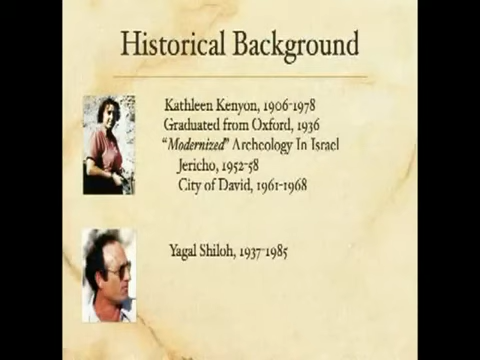 Historical Background
Kathleen Kenyon, 1906-1978
Graduated from Oxford, 1936
"Modernized" Archeology In Israel
Jericho, 1952-58
City of David, 1961-1968
Yagal Shiloh, 1937-1985